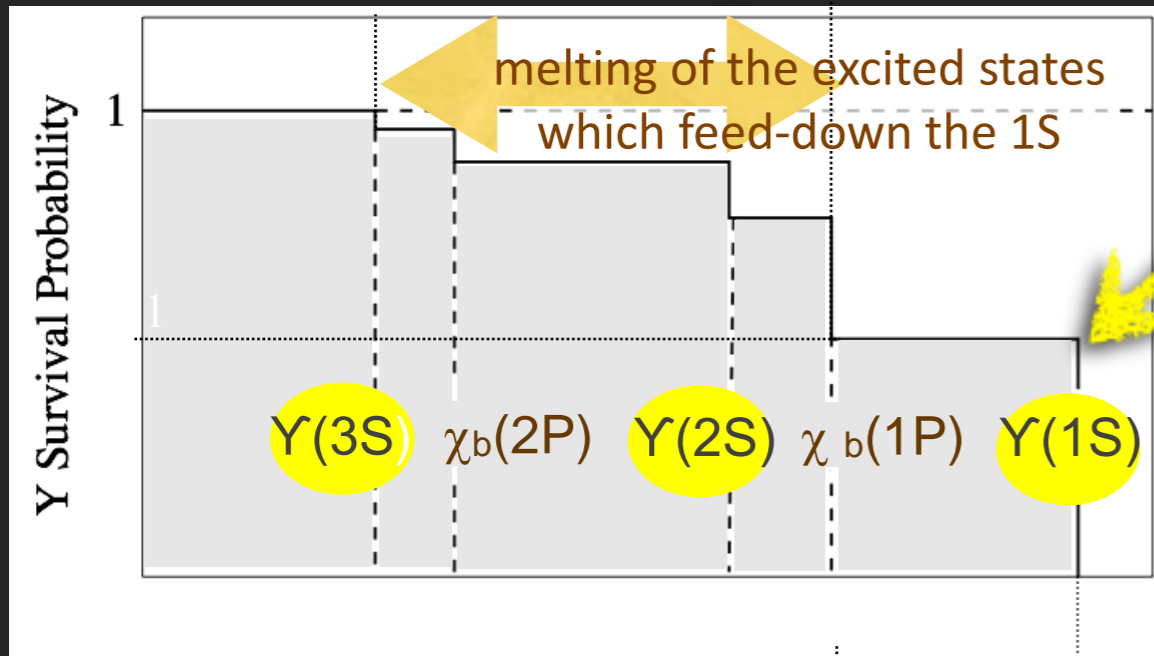 melting of the excited states
which feed-down the 1S
1
Υ Survival Probability
1
Υ(3S) χb(2P) Υ(2S) χ b(1P) Υ(1S)